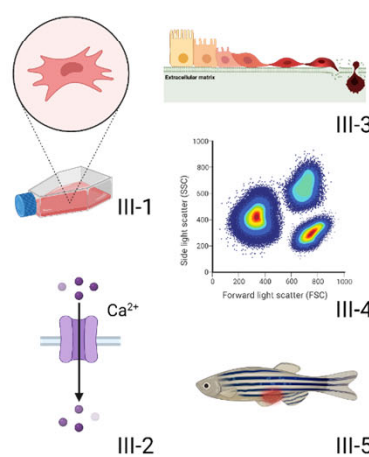 III-1
Ca²⁺
III-2
Extracellular matrix
III-3
Side light scatter (SSC)
1000
800
600
400
200
0
0
200
400
600
800
1000
Forward light scatter (FSC)
III-4
III-5